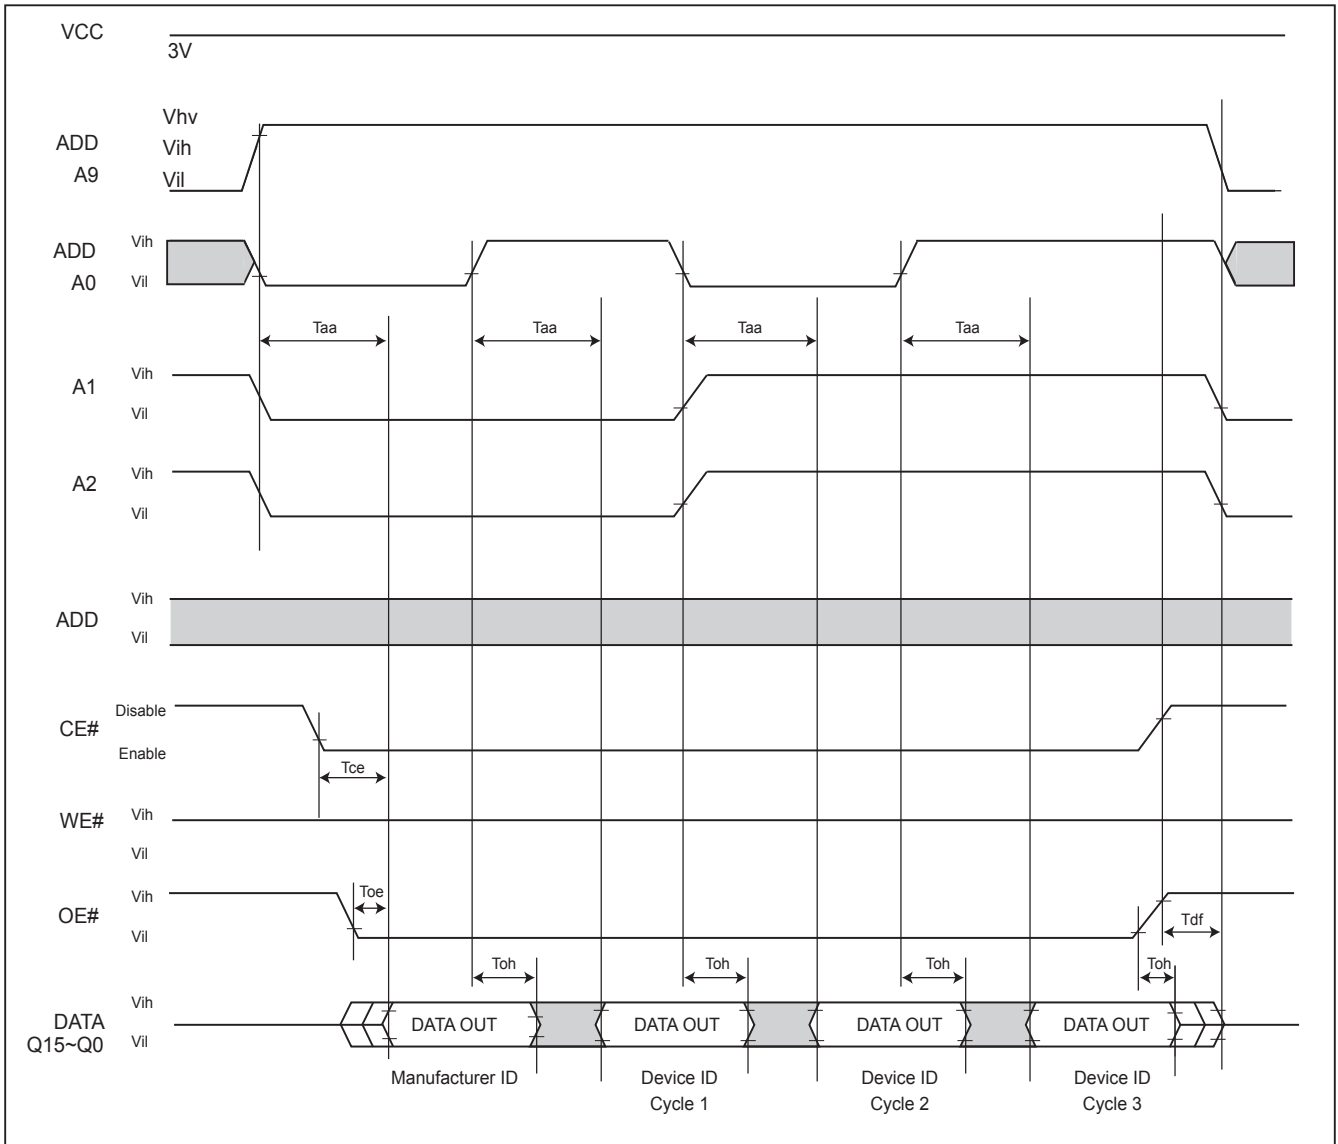 VCC
3V
Vhv
ADD
Vih
A9
Vil
ADD
Vih
A0
Vil
Taa Taa Taa Taa
A1
Vih
Vil
A2
Vih
Vil
ADD
Vih
Vil
CE#
Disable
Enable
Tce
WE#
Vih
Vil
OE#
Vih
Vil
Toe
Tdf
Toh Toh Toh Toh
DATA
Q15~Q0
Vih
Vil
DATA OUT DATA OUT DATA OUT DATA OUT
Manufacturer ID
Device ID
Cycle 1
Device ID
Cycle 2
Device ID
Cycle 3